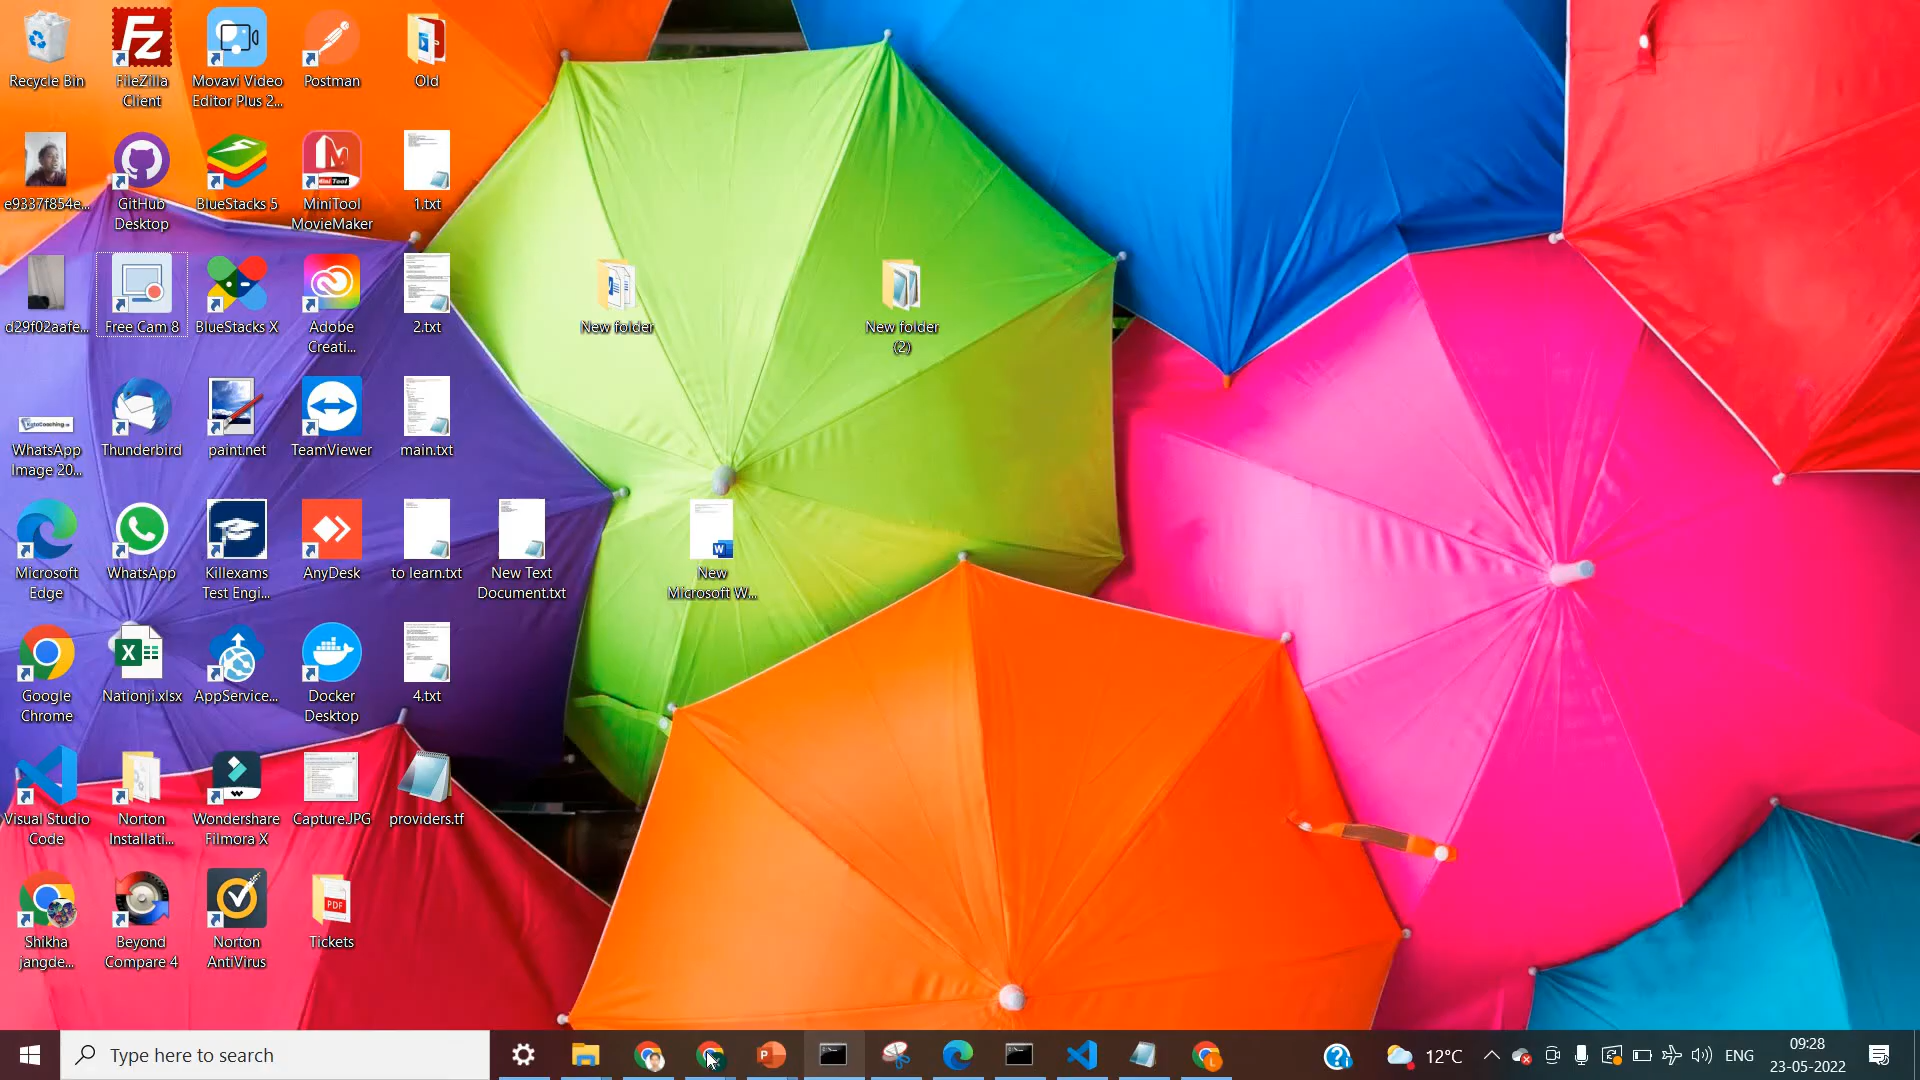 Recycle Bin
FileZilla
Client
Movavi Video
Editor Plus 2...
Postman
Old
e9337f854e...
GitHub
Desktop
BlueStacks 5
MiniTool
MovieMaker
1.txt
d29f02aafe...
Free Cam 8
BlueStacks X
Adobe
Creati...
2.txt
New folder
New folder
(2)
WhatsApp
Image 20...
Thunderbird
paint.net
TeamViewer
main.txt
Microsoft
Edge
WhatsApp
Killexams
Test Engi...
AnyDesk
to learn.txt
New Text
Document.txt
New
Microsoft W...
Google
Chrome
Nationji.xlsx
AppService...
Docker
Desktop
4.txt
Visual Studio
Code
Norton
Installati...
Wondershare
Filmora X
Capture.JPG
providers.tf
Shikha
jangde...
Beyond
Compare 4
Norton
AntiVirus
PDF
Tickets
Type here to search
12°C
ENG
09:28
23-05-2022